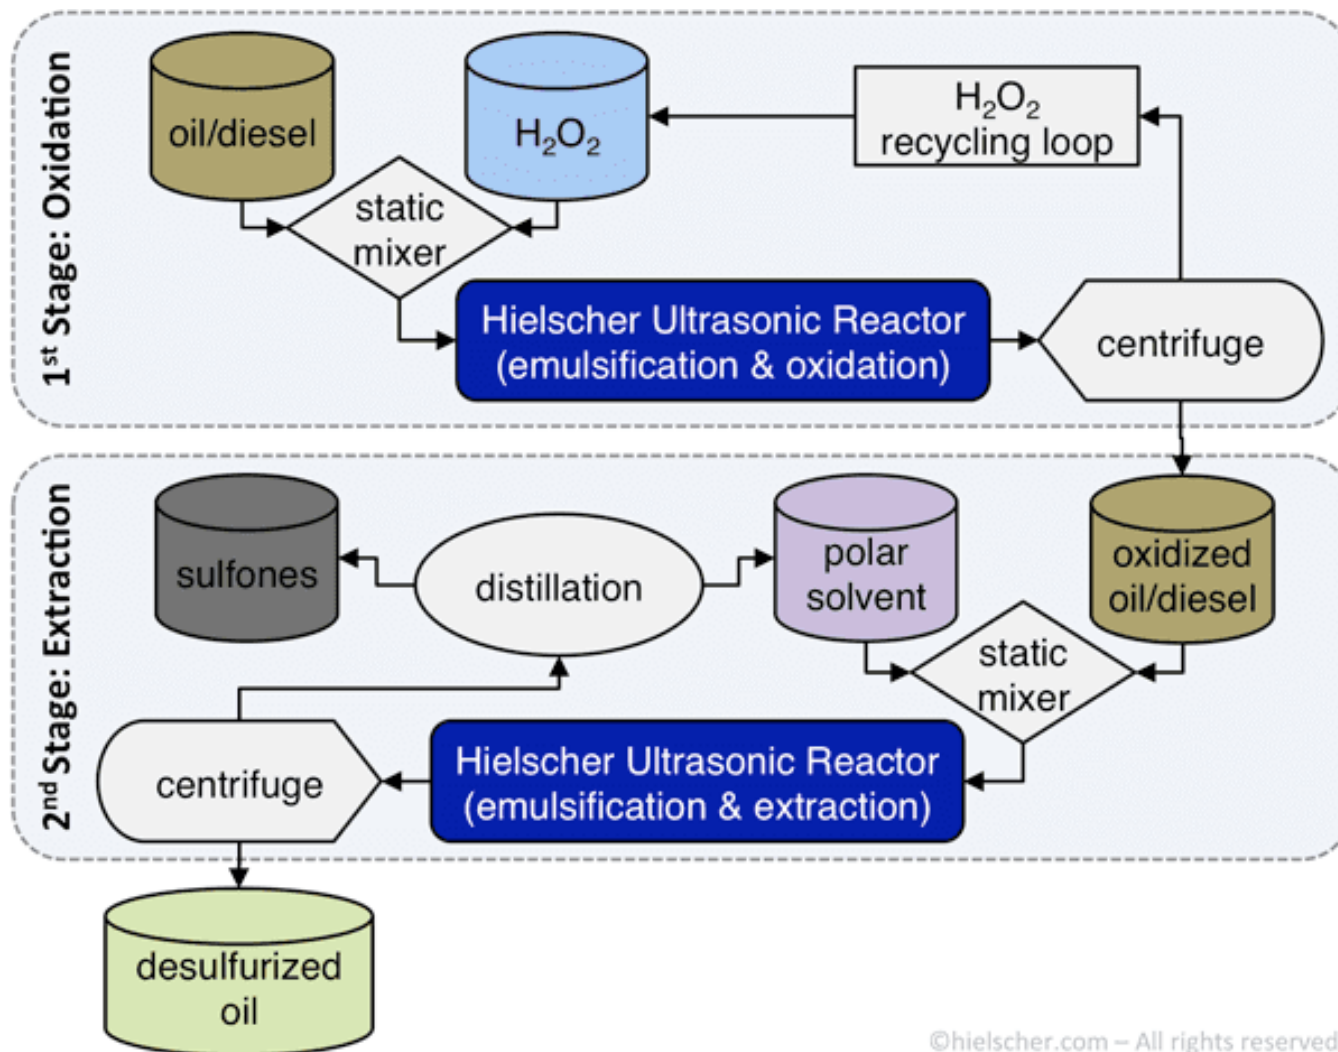 1st Stage: Oxidation
oil/diesel
H₂O₂
H₂O₂
recycling loop
static
mixer
Hielscher Ultrasonic Reactor
(emulsification & oxidation)
centrifuge
2nd Stage: Extraction
sulfones
distillation
polar
solvent
oxidized
oil/diesel
static
mixer
centrifuge
Hielscher Ultrasonic Reactor
(emulsification & extraction)
desulfurized
oil
©hielscher.com – All rights reserved